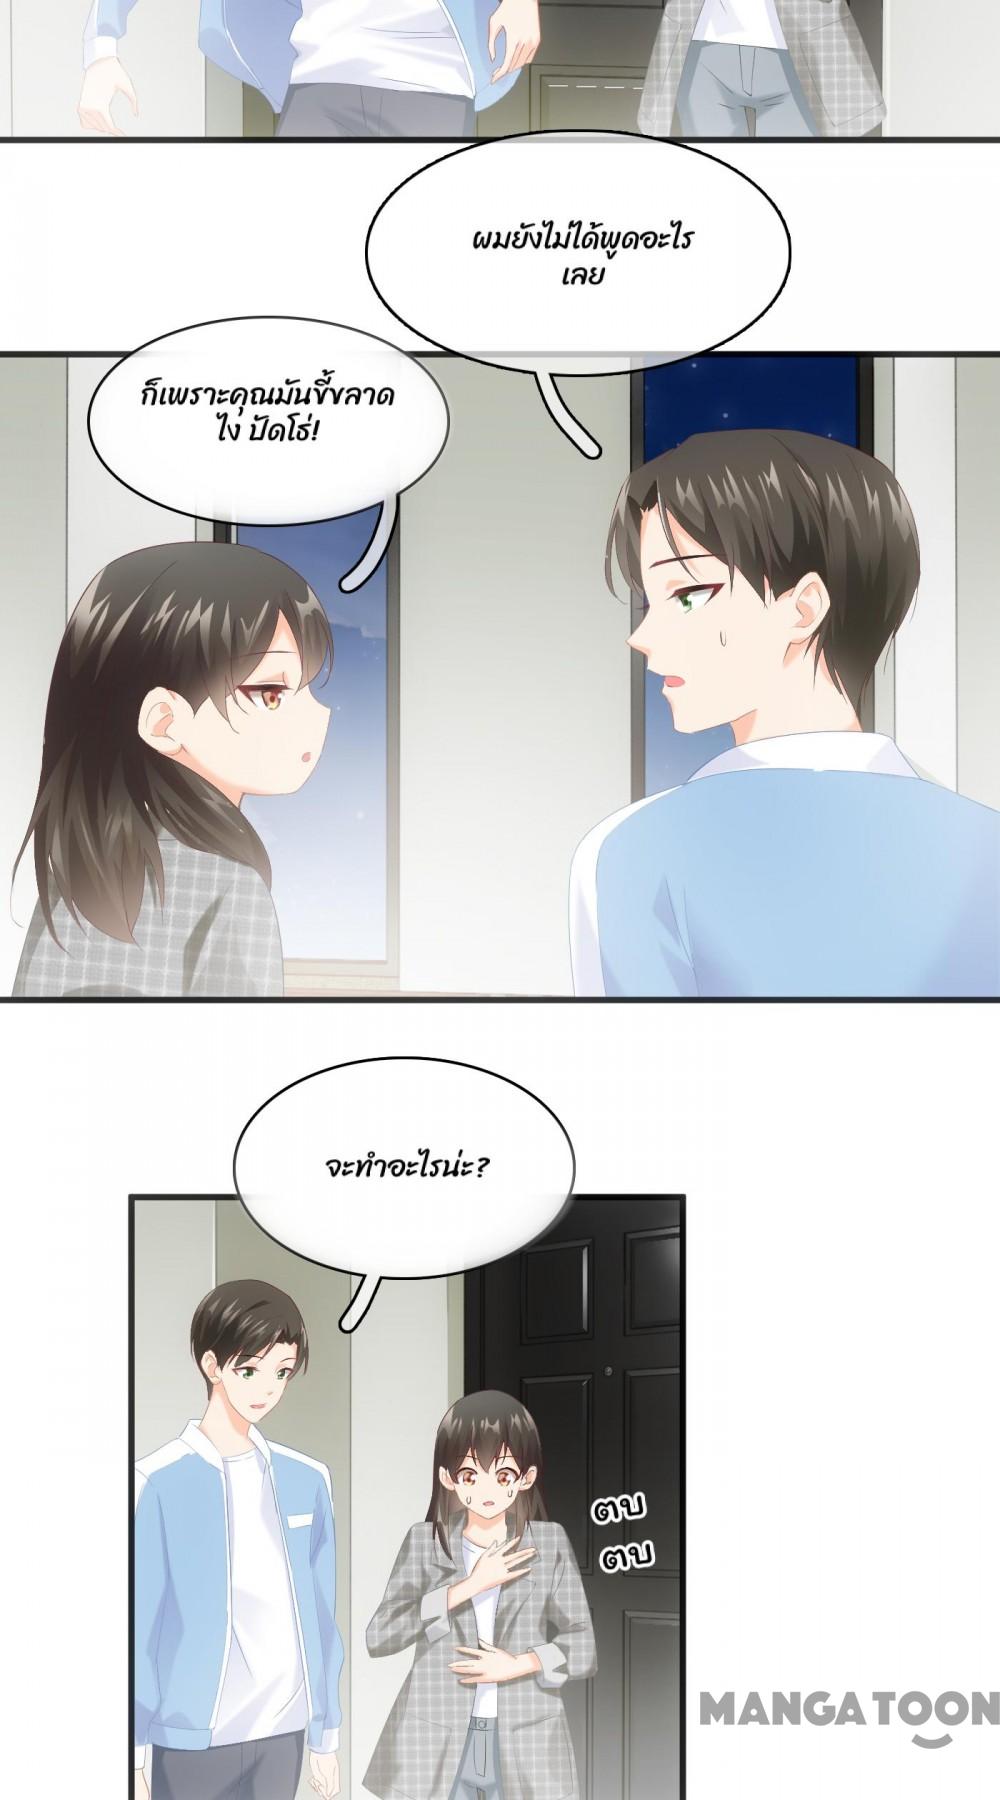 ผมยังไม่ได้พูดอะไร
เลย
ก็เพราะคุณมันขี้ขลาด
ไง ปัดโธ่!
จะทำอะไรน่ะ?
ตบ
ตบ
MANGATOON